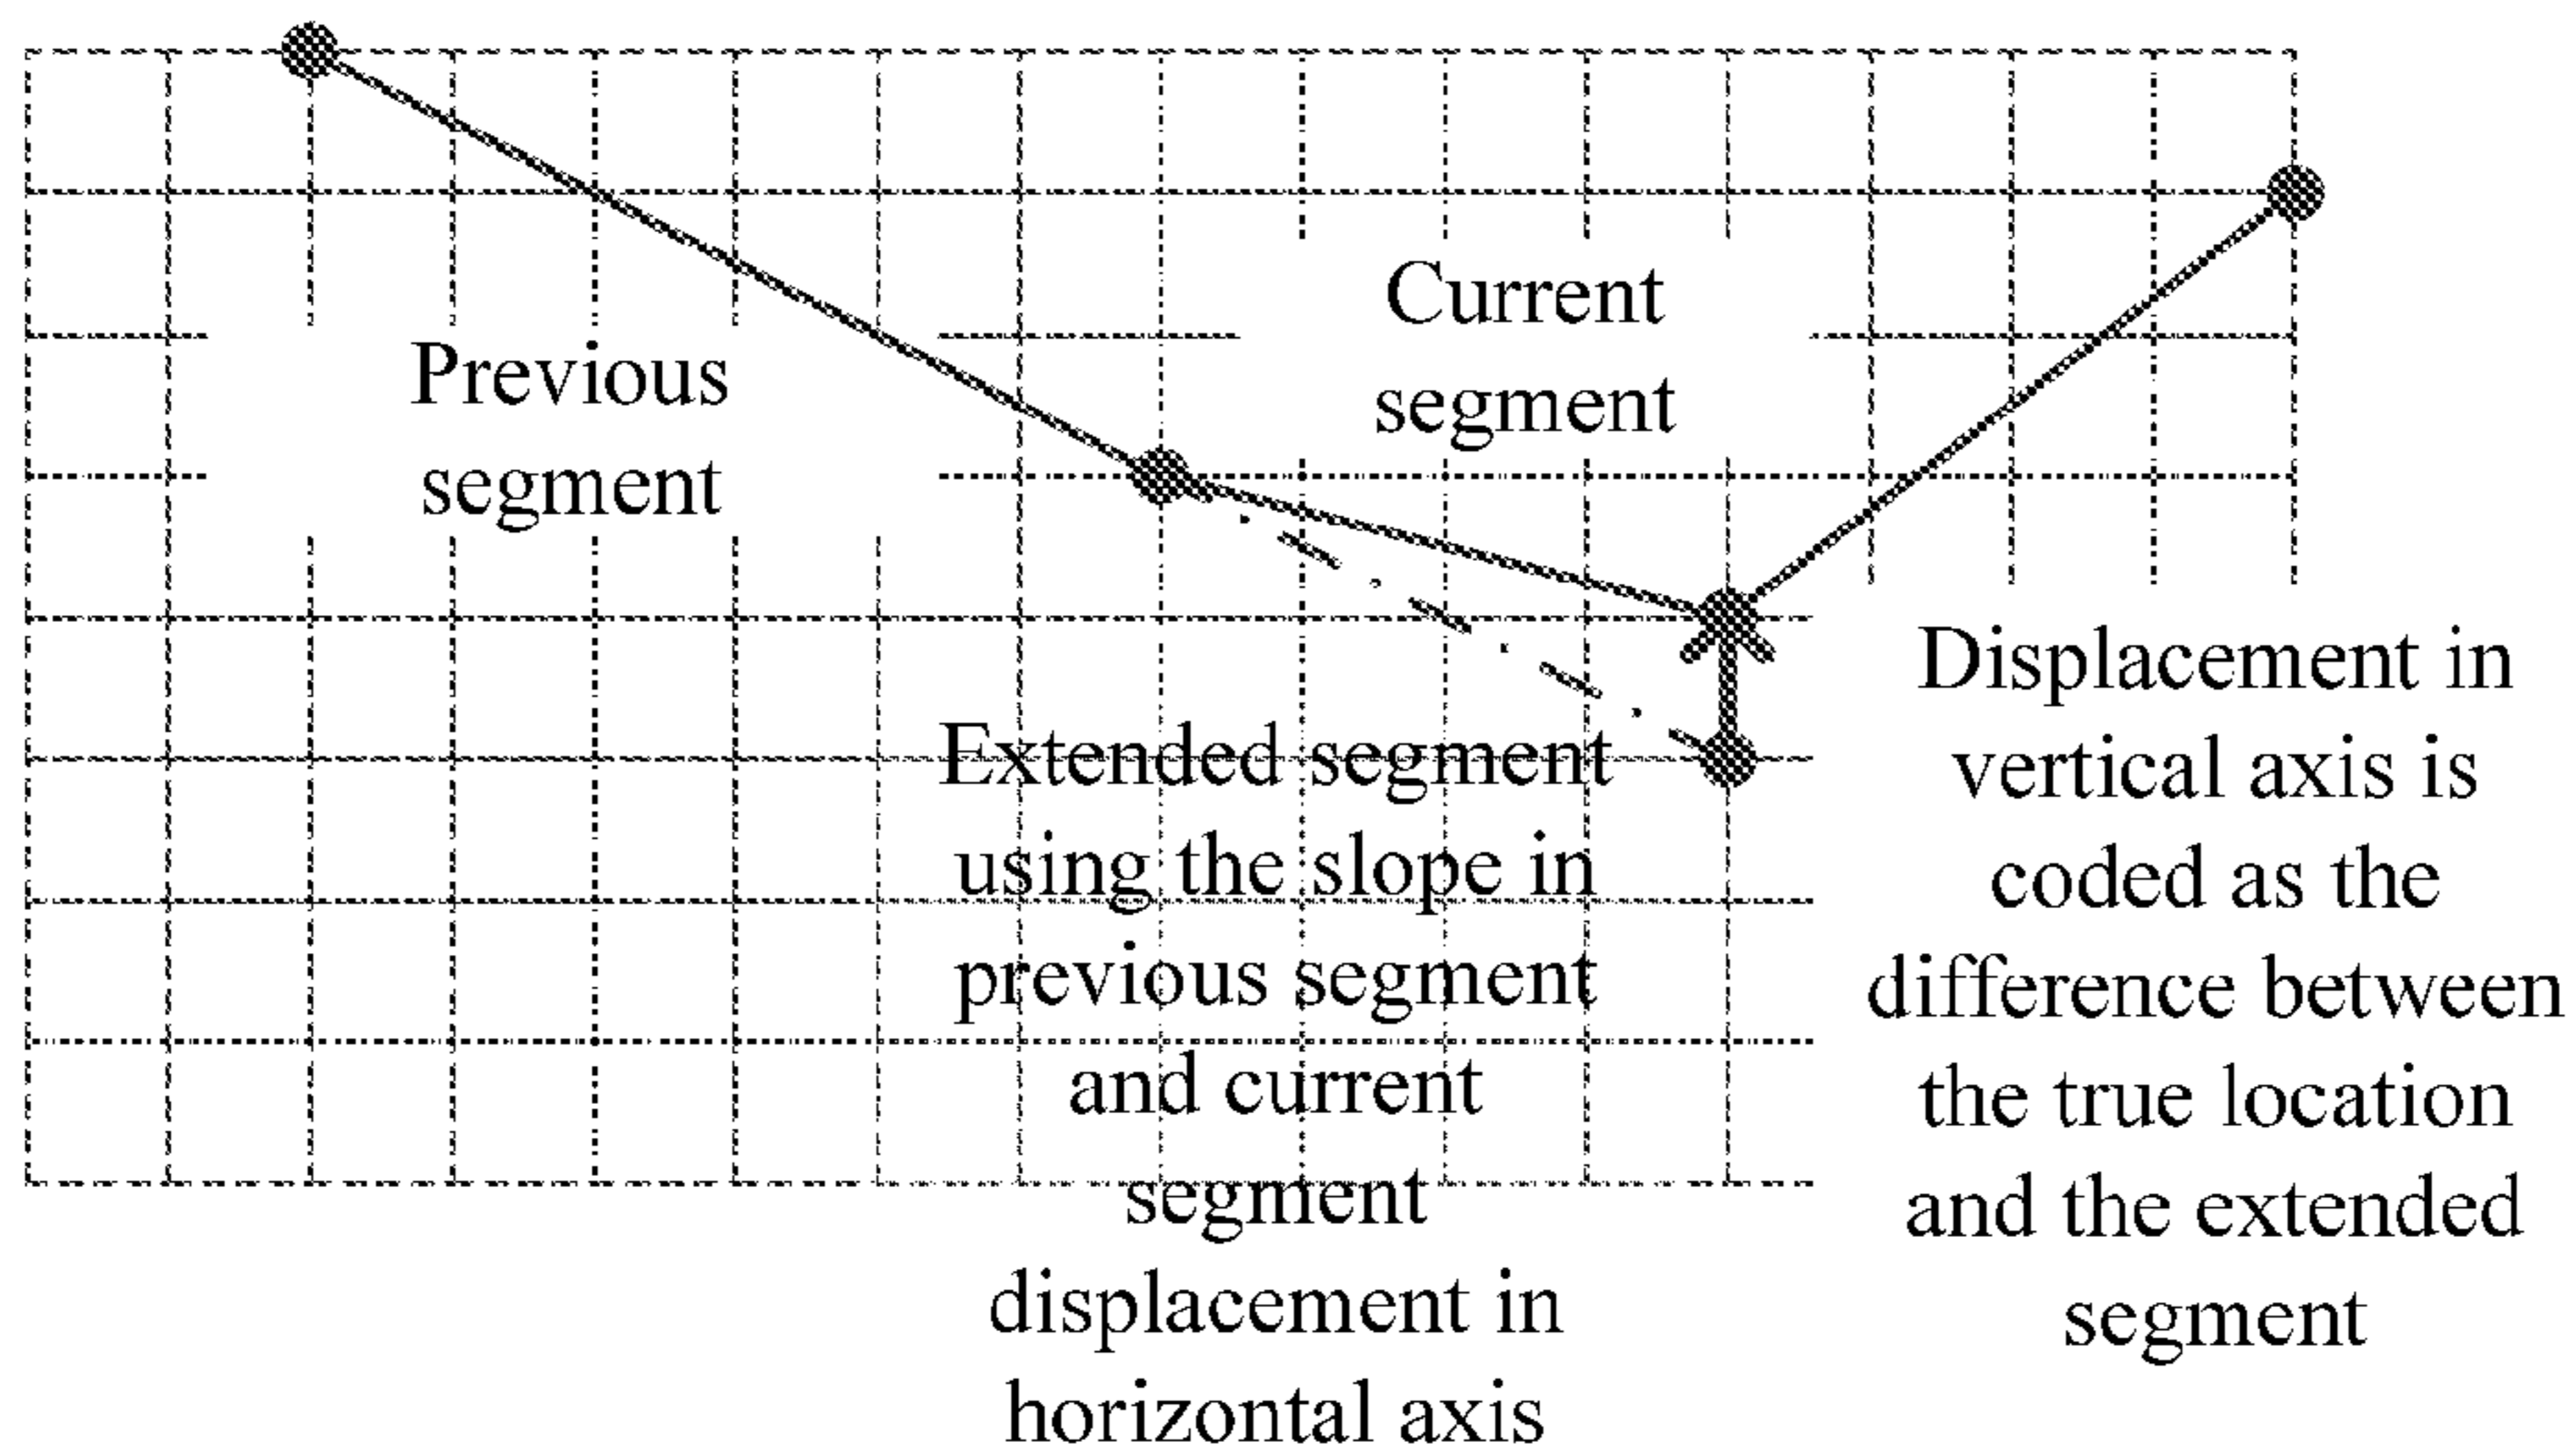 Previous
segment
Current
segment
Extended segment
using the slope in
previous segment
and current
segment
displacement in
horizontal axis
Displacement in
vertical axis is
coded as the
difference between
the true location
and the extended
segment